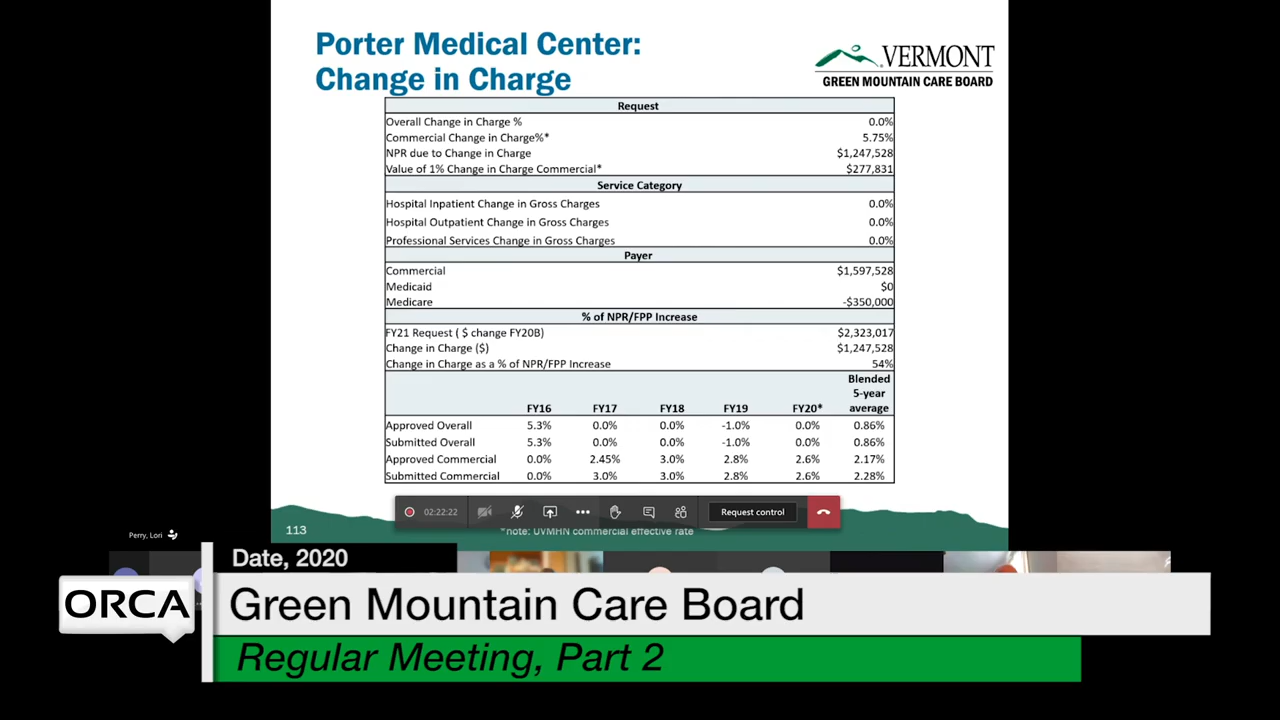 Porter Medical Center:
Change in Charge
VERMONT
GREEN MOUNTAIN CARE BOARD
Request
Overall Change in Charge % 0.0%
Commercial Change in Charge%* 5.75%
NPR due to Change in Charge $1,247,528
Value of 1% Change in Charge Commercial* $277,831
Service Category
Hospital Inpatient Change in Gross Charges 0.0%
Hospital Outpatient Change in Gross Charges 0.0%
Professional Services Change in Gross Charges 0.0%
Payer
Commercial $1,597,528
Medicaid $0
Medicare -$350,000
% of NPR/FPP Increase
FY21 Request ( $ change FY20B) $2,323,017
Change in Charge ($) $1,247,528
Change in Charge as a % of NPR/FPP Increase 54%
Blended
5-year
FY16 FY17 FY18 FY19 FY20* average
Approved Overall 5.3% 0.0% 0.0% -1.0% 0.0% 0.86%
Submitted Overall 5.3% 0.0% 0.0% -1.0% 0.0% 0.86%
Approved Commercial 0.0% 2.45% 3.0% 2.8% 2.6% 2.17%
Submitted Commercial 0.0% 3.0% 3.0% 2.8% 2.6% 2.28%
02:22:22
Request control
113
*note: UVMHN commercial effective rate
Perry, Lori
Date, 2020
ORCA
Green Mountain Care Board
Regular Meeting, Part 2